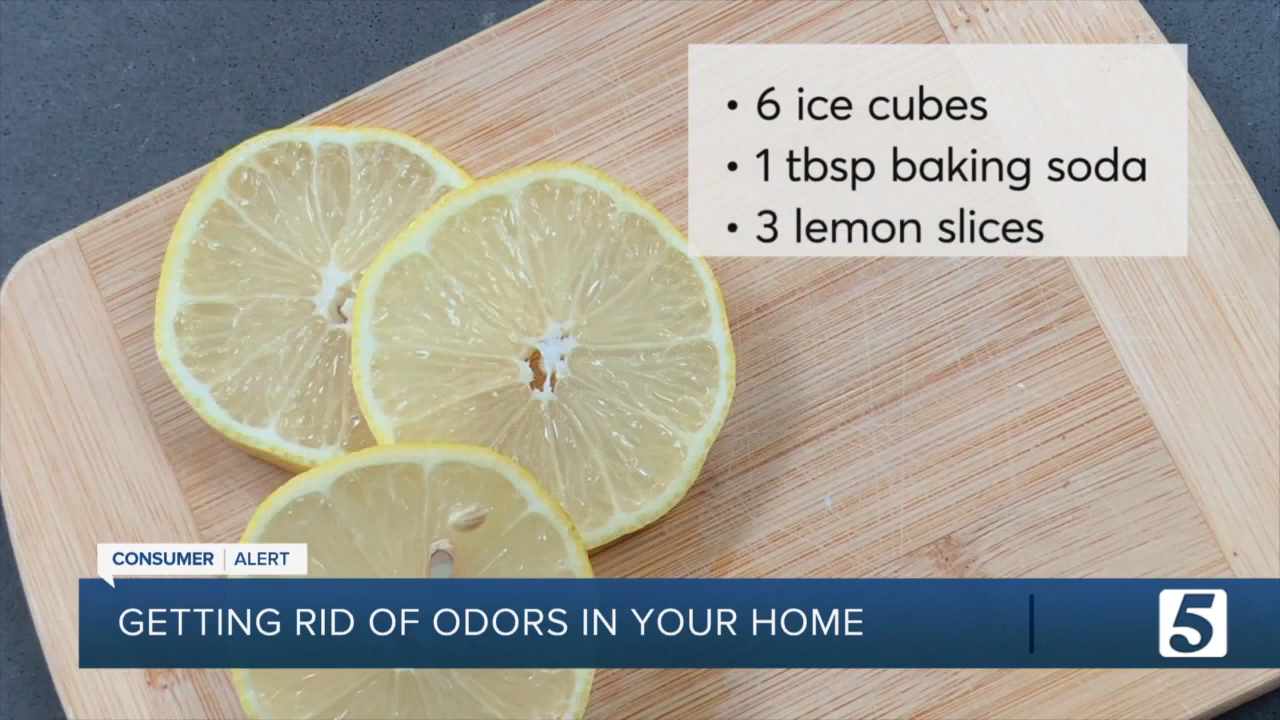 • 6 ice cubes
• 1 tbsp baking soda
• 3 lemon slices
CONSUMER | ALERT
GETTING RID OF ODORS IN YOUR HOME
5